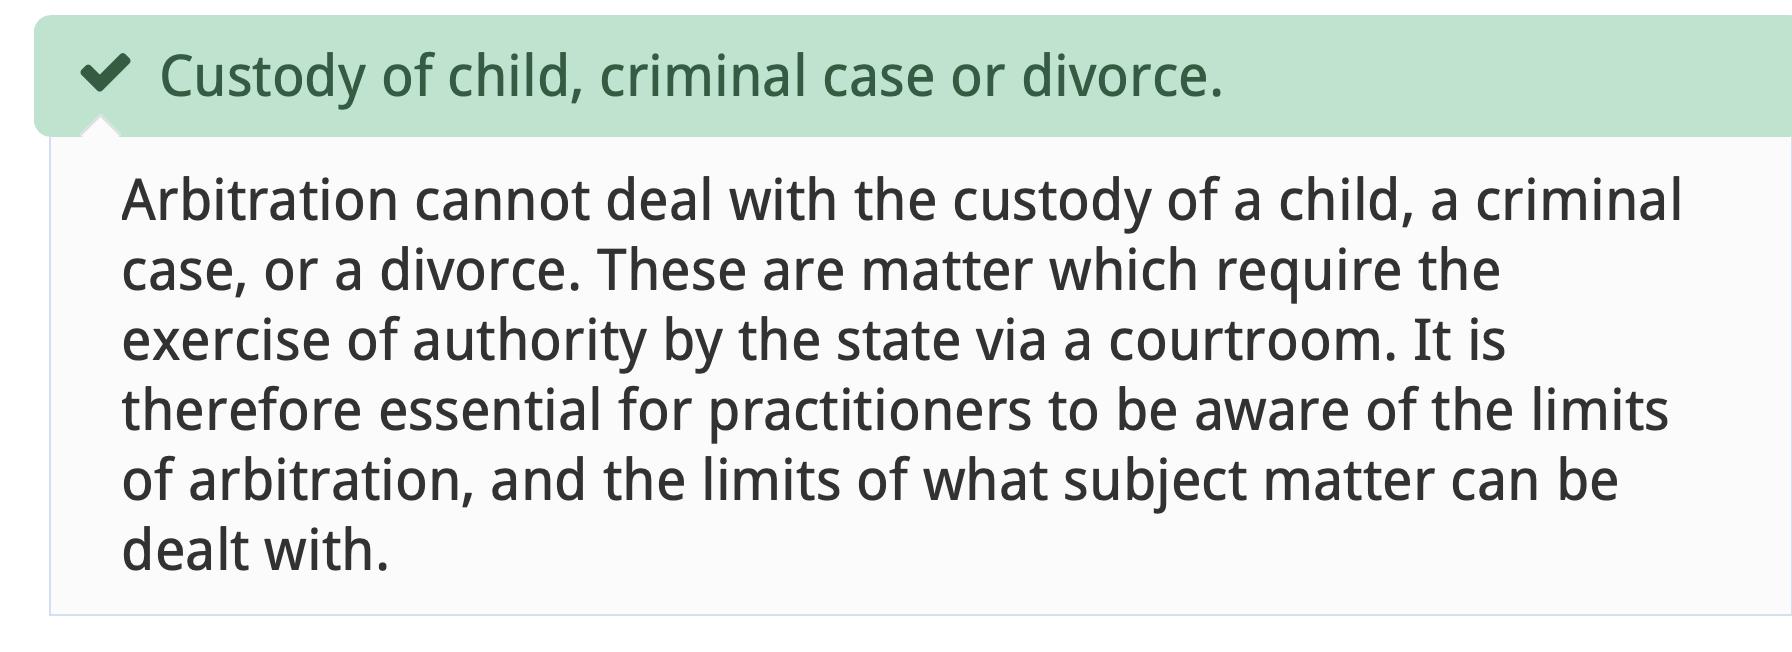 Custody of child, criminal case or divorce.
Arbitration cannot deal with the custody of a child, a criminal
case, or a divorce. These are matter which require the
exercise of authority by the state via a courtroom. It is
therefore essential for practitioners to be aware of the limits
of arbitration, and the limits of what subject matter can be
dealt with.